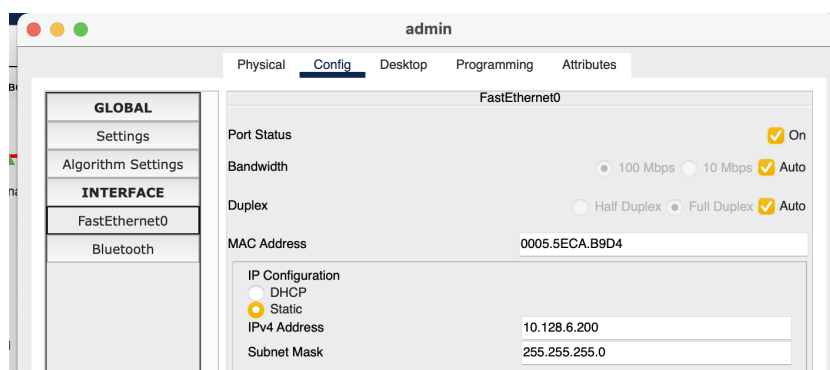 admin
Physical Config Desktop Programming Attributes
GLOBAL
Settings
Algorithm Settings
INTERFACE
FastEthernet0
Bluetooth
FastEthernet0
Port Status On
Bandwidth 100 Mbps 10 Mbps Auto
Duplex Half Duplex Full Duplex Auto
MAC Address 0005.5ECA.B9D4
IP Configuration
DHCP
Static
IPv4 Address 10.128.6.200
Subnet Mask 255.255.255.0